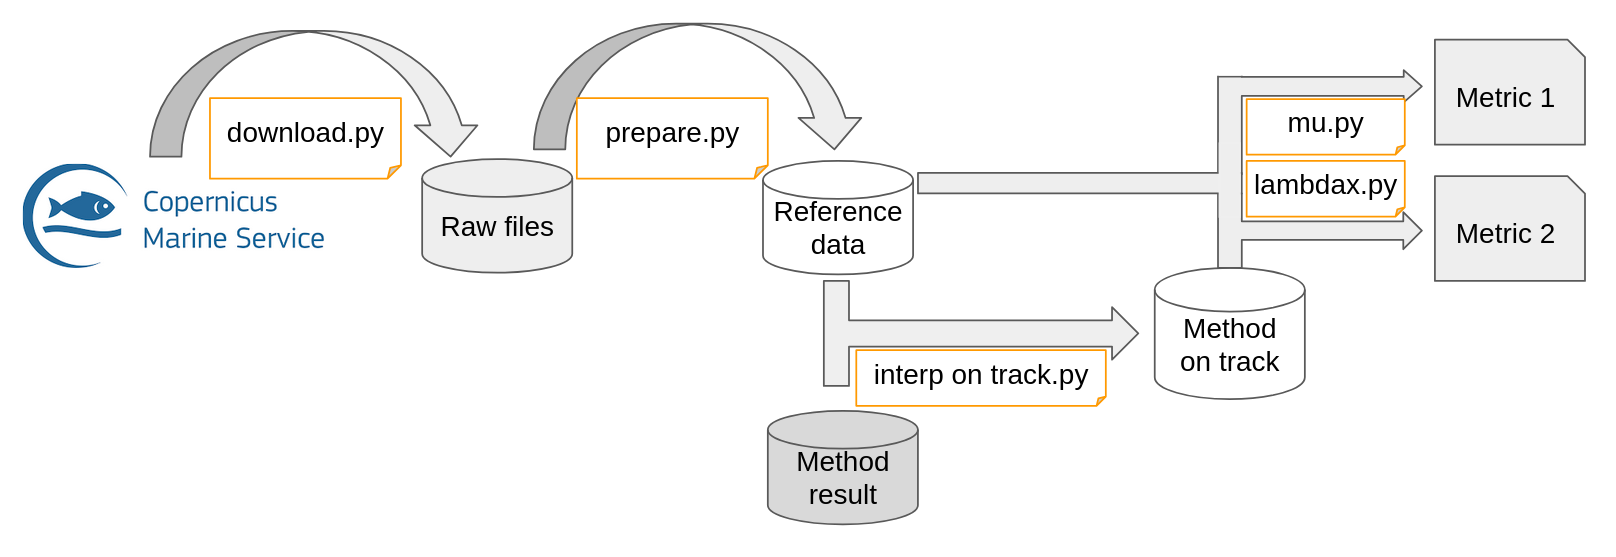 download.py
prepare.py
Copernicus
Marine Service
Raw files
Reference
data
mu.py
lambdax.py
Metric 1
Metric 2
interp on track.py
Method
on track
Method
result